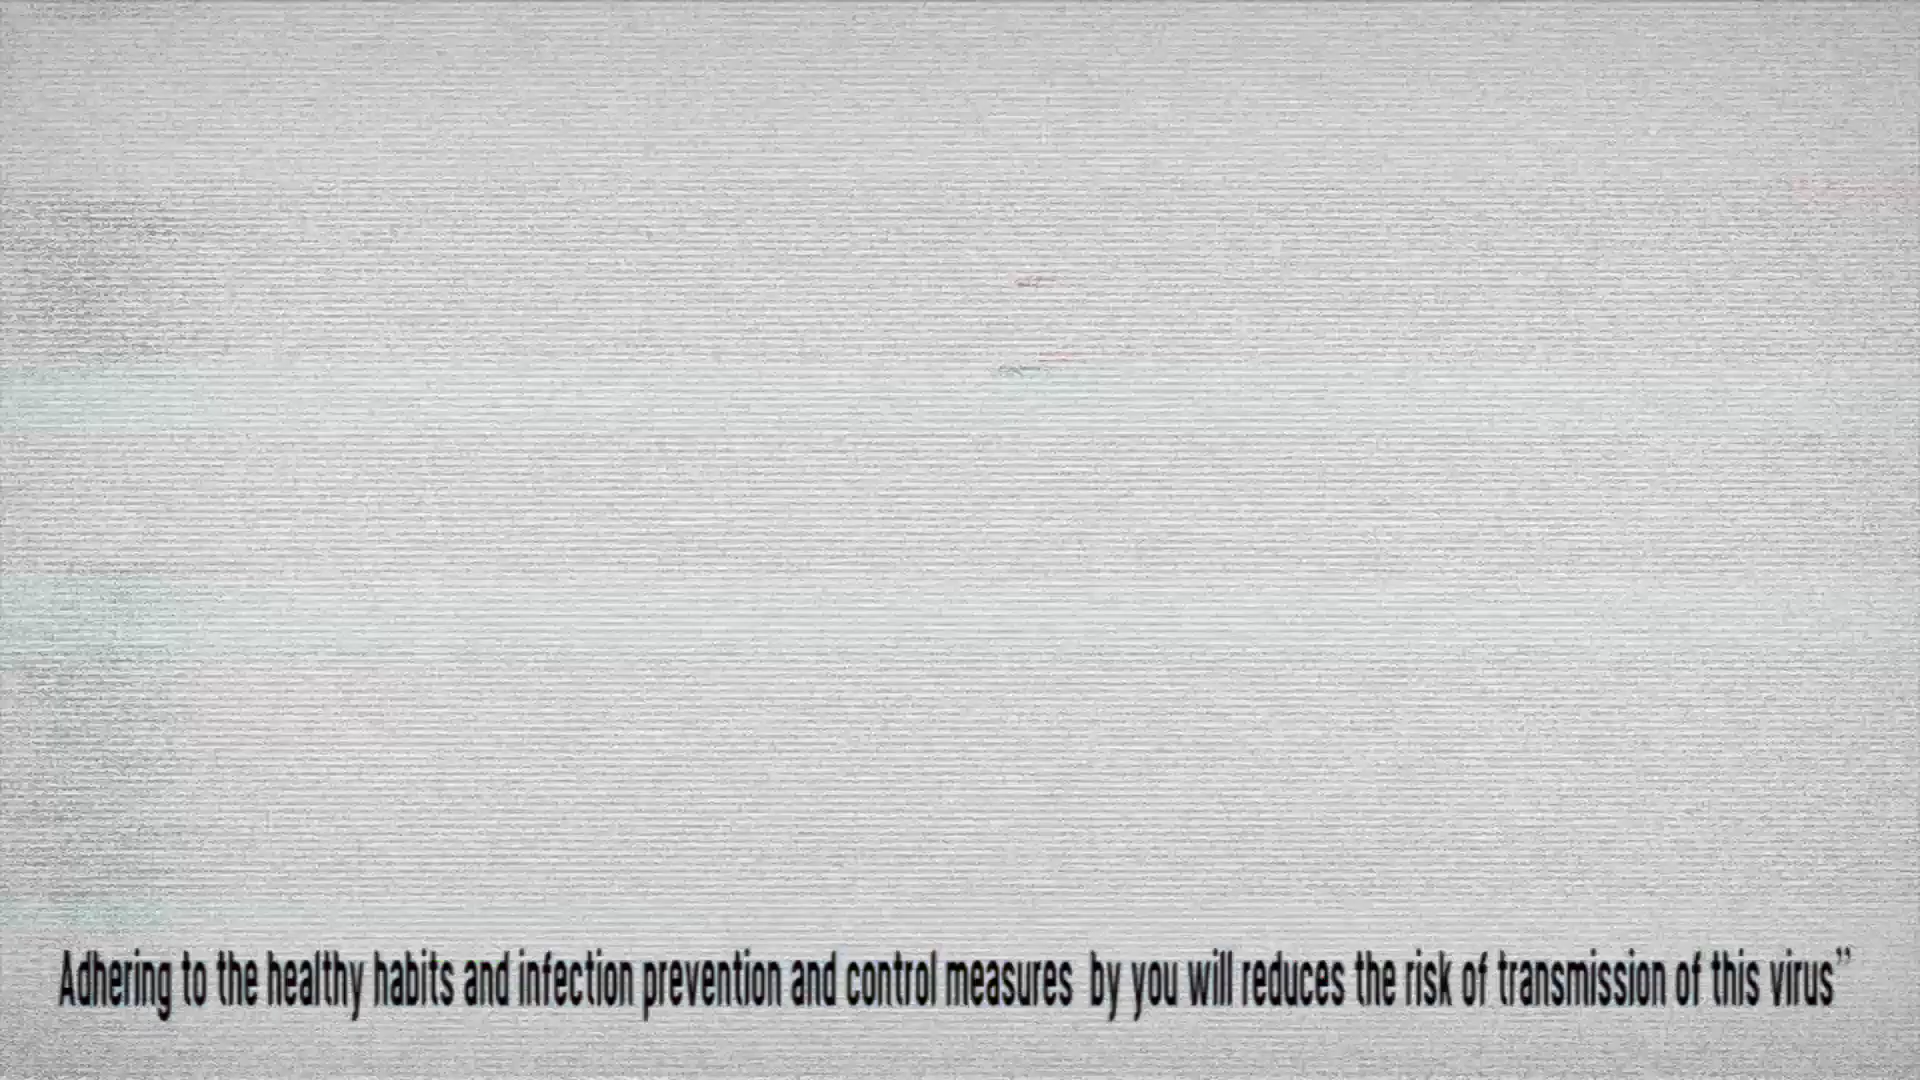 Adhering to the healthy habits and infection prevention and control measures by you will reduces the risk of transmission of this virus”